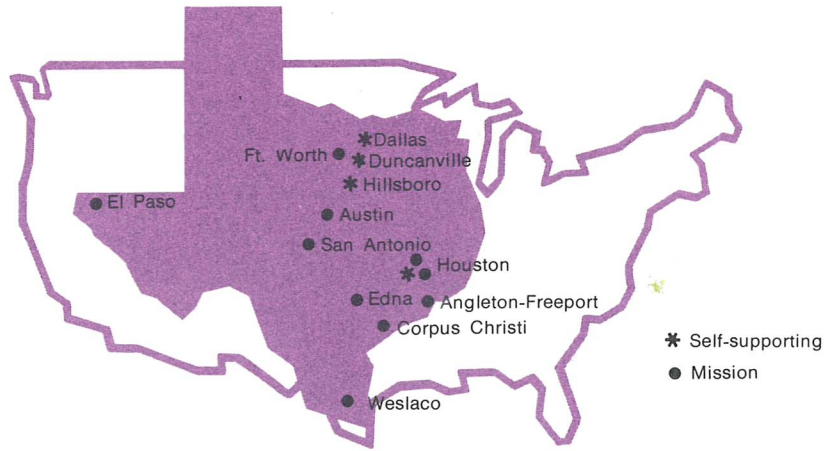 Dallas
Ft. Worth
Duncanville
Hillsboro
El Paso
Austin
San Antonio
Houston
Edna
Angleton-Freeport
Corpus Christi
Self-supporting
Mission
Weslaco